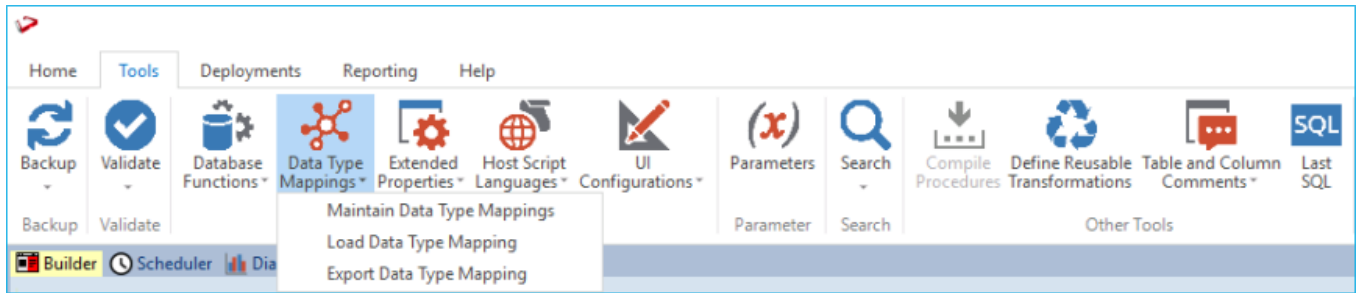 Home Tools Deployments Reporting Help
Backup Validate Database Functions Data Type Mappings Extended Properties Host Script Languages UI Configurations Parameters Search Compile Procedures Define Reusable Transformations Table and Column Comments Last SQL
SQL
Backup Validate Parameter Search Other Tools
Maintain Data Type Mappings
Load Data Type Mapping
Export Data Type Mapping
Builder Scheduler Dia